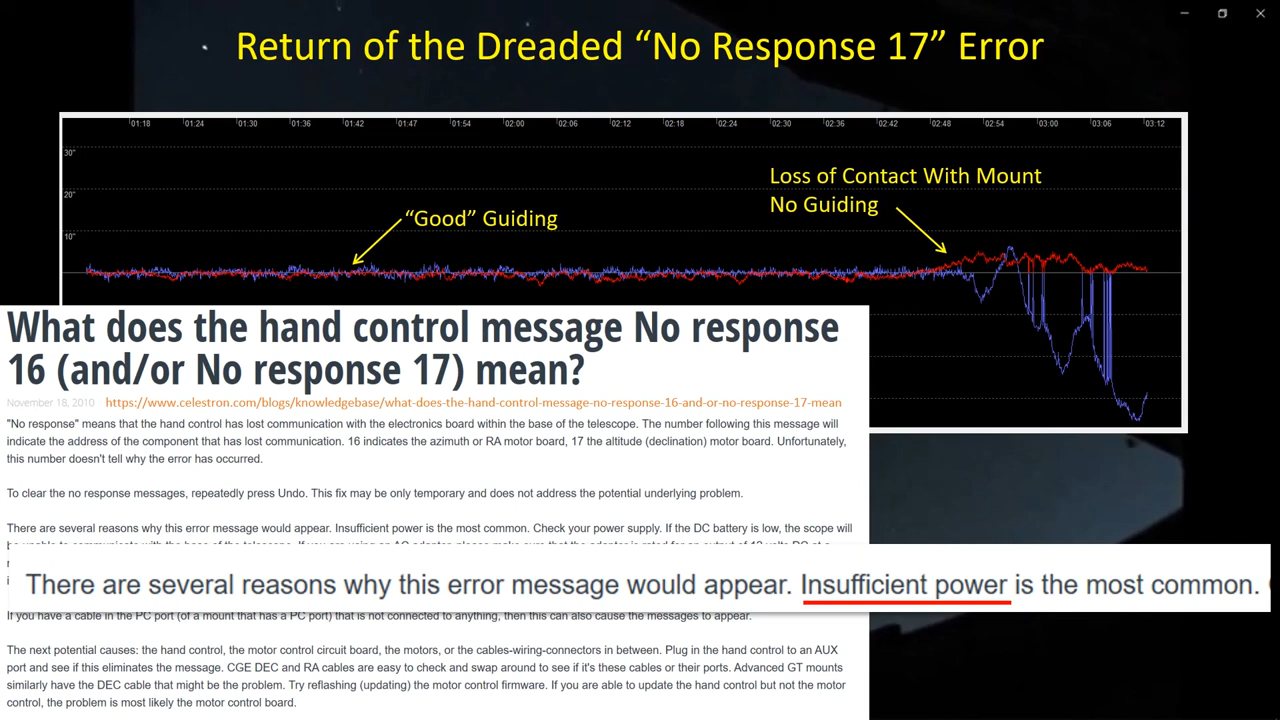 Return of the Dreaded “No Response 17” Error
01:18 01:24 01:30 01:36 01:42 01:47 01:54 02:00 02:06 02:12 02:18 02:24 02:30 02:36 02:42 02:48 02:54 03:00 03:06 03:12
30"
20"
10"
Loss of Contact With Mount
No Guiding
“Good” Guiding
What does the hand control message No response
16 (and/or No response 17) mean?
November 18, 2010 https://www.celestron.com/blogs/knowledgebase/what-does-the-hand-control-message-no-response-16-and-or-no-response-17-mean
"No response" means that the hand control has lost communication with the electronics board within the base of the telescope. The number following this message will
indicate the address of the component that has lost communication. 16 indicates the azimuth or RA motor board, 17 the altitude (declination) motor board. Unfortunately,
this number doesn't tell why the error has occurred.
To clear the no response messages, repeatedly press Undo. This fix may be only temporary and does not address the potential underlying problem.
There are several reasons why this error message would appear. Insufficient power is the most common. Check your power supply. If the DC battery is low, the scope will
There are several reasons why this error message would appear. Insufficient power is the most common.
If you have a cable in the PC port (of a mount that has a PC port) that is not connected to anything, then this can also cause the messages to appear.
The next potential causes: the hand control, the motor control circuit board, the motors, or the cables-wiring-connectors in between. Plug in the hand control to an AUX
port and see if this eliminates the message. CGE DEC and RA cables are easy to check and swap around to see if it's these cables or their ports. Advanced GT mounts
similarly have the DEC cable that might be the problem. Try reflashing (updating) the motor control firmware. If you are able to update the hand control but not the motor
control, the problem is most likely the motor control board.